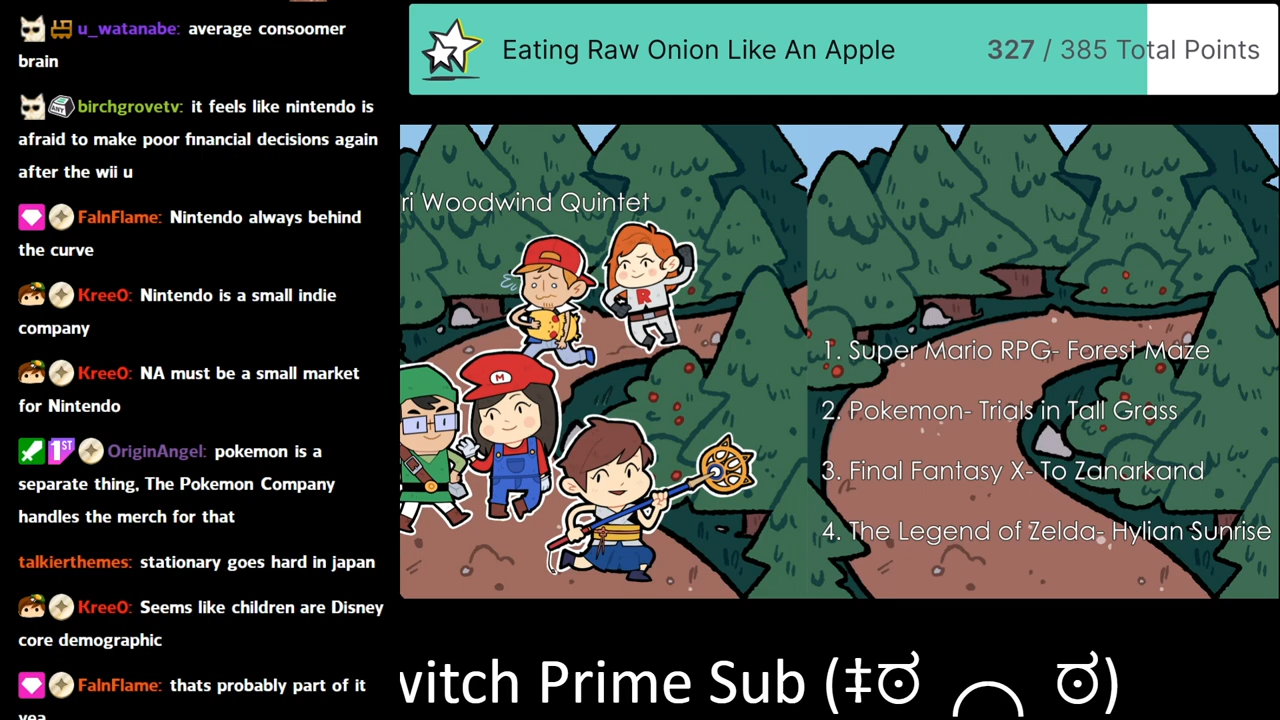 u_watanabe: average consoomer
brain
birchgrovetv: it feels like nintendo is
afraid to make poor financial decisions again
after the wii u
FalnFlame: Nintendo always behind
the curve
KreeO: Nintendo is a small indie
company
KreeO: NA must be a small market
for Nintendo
1ST OriginAngel: pokemon is a
separate thing, The Pokemon Company
handles the merch for that
talkierthemes: stationary goes hard in japan
KreeO: Seems like children are Disney
core demographic
FalnFlame: thats probably part of it
yea
7 Eating Raw Onion Like An Apple 327 / 385 Total Points
ri Woodwind Quintet
R
M
1. Super Mario RPG- Forest Maze
2. Pokemon- Trials in Tall Grass
3. Final Fantasy X- To Zanarkand
4. The Legend of Zelda- Hylian Sunrise
vitch Prime Sub (‡ಠ ⁔ ಠ)